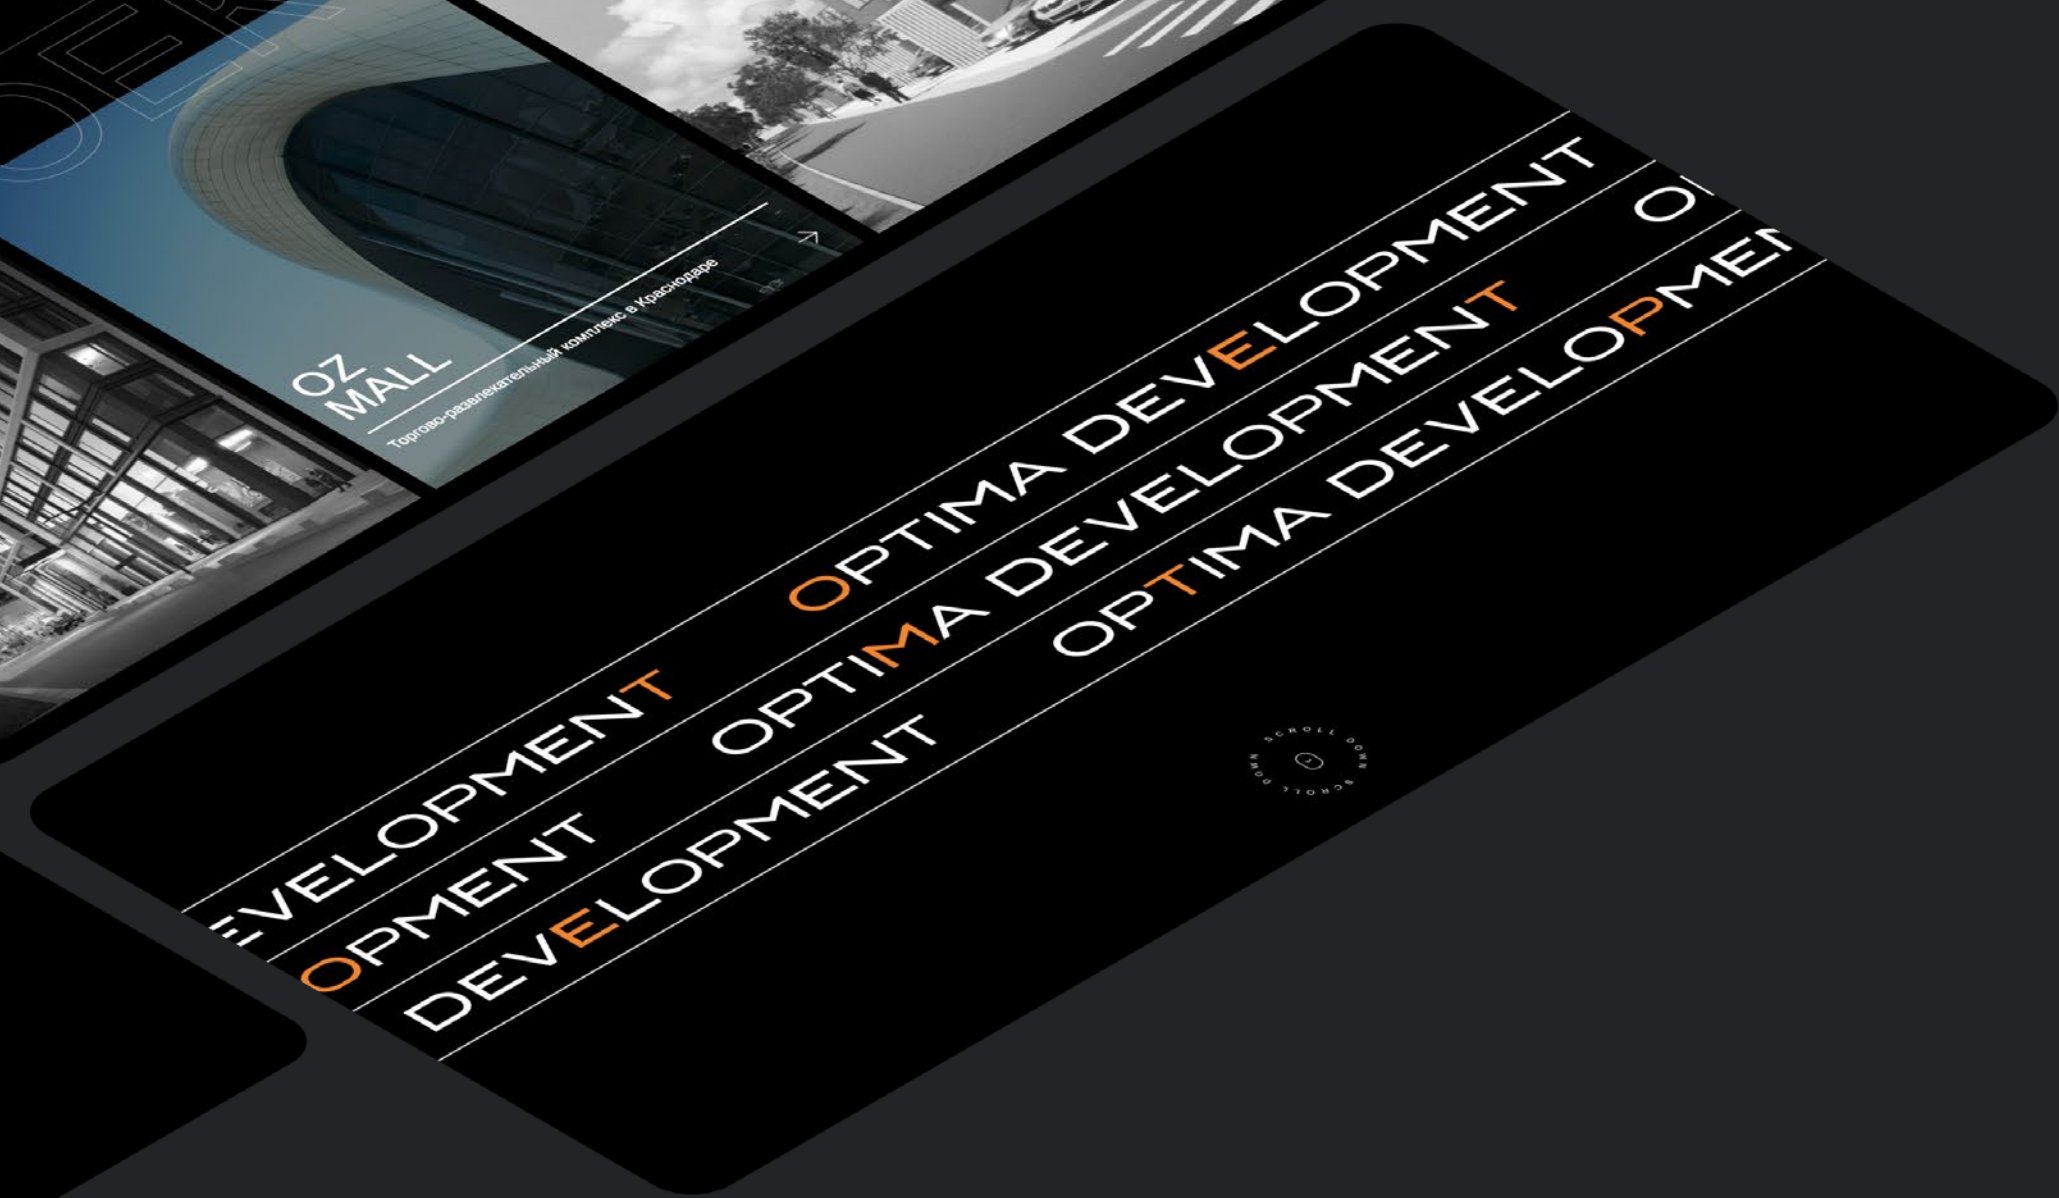 OZ
MALL
Торгово-развлекательный комплекс в Краснодаре
EVELOPMENT OPTIMA DEVELOPMENT
OPMENT OPTIMA DEVELOPMENT
DEVELOPMENT OPTIMA DEVELOPMEN
SCROLL DOWN SCROLL DOWN